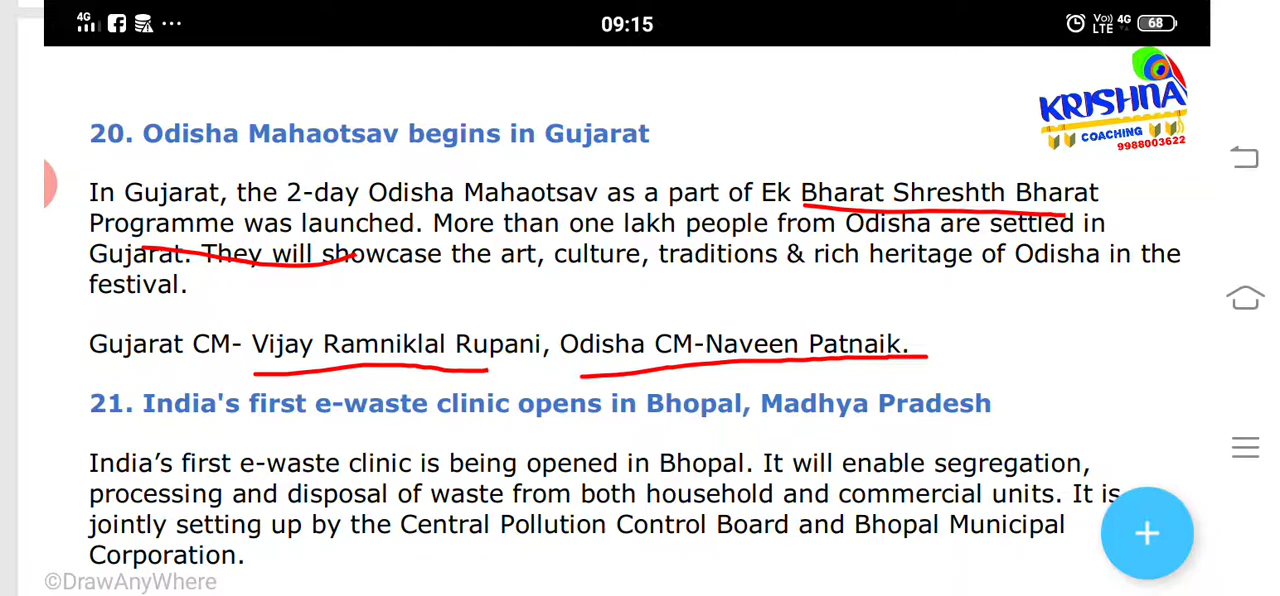 4G
09:15
Vo)) LTE 4G 68
KRISHNA
COACHING
9988003622
20. Odisha Mahaotsav begins in Gujarat
In Gujarat, the 2-day Odisha Mahaotsav as a part of Ek Bharat Shreshth Bharat
Programme was launched. More than one lakh people from Odisha are settled in
Gujarat. They will showcase the art, culture, traditions & rich heritage of Odisha in the
festival.
Gujarat CM- Vijay Ramniklal Rupani, Odisha CM-Naveen Patnaik.
21. India's first e-waste clinic opens in Bhopal, Madhya Pradesh
India’s first e-waste clinic is being opened in Bhopal. It will enable segregation,
processing and disposal of waste from both household and commercial units. It is
jointly setting up by the Central Pollution Control Board and Bhopal Municipal
Corporation.
©DrawAnyWhere